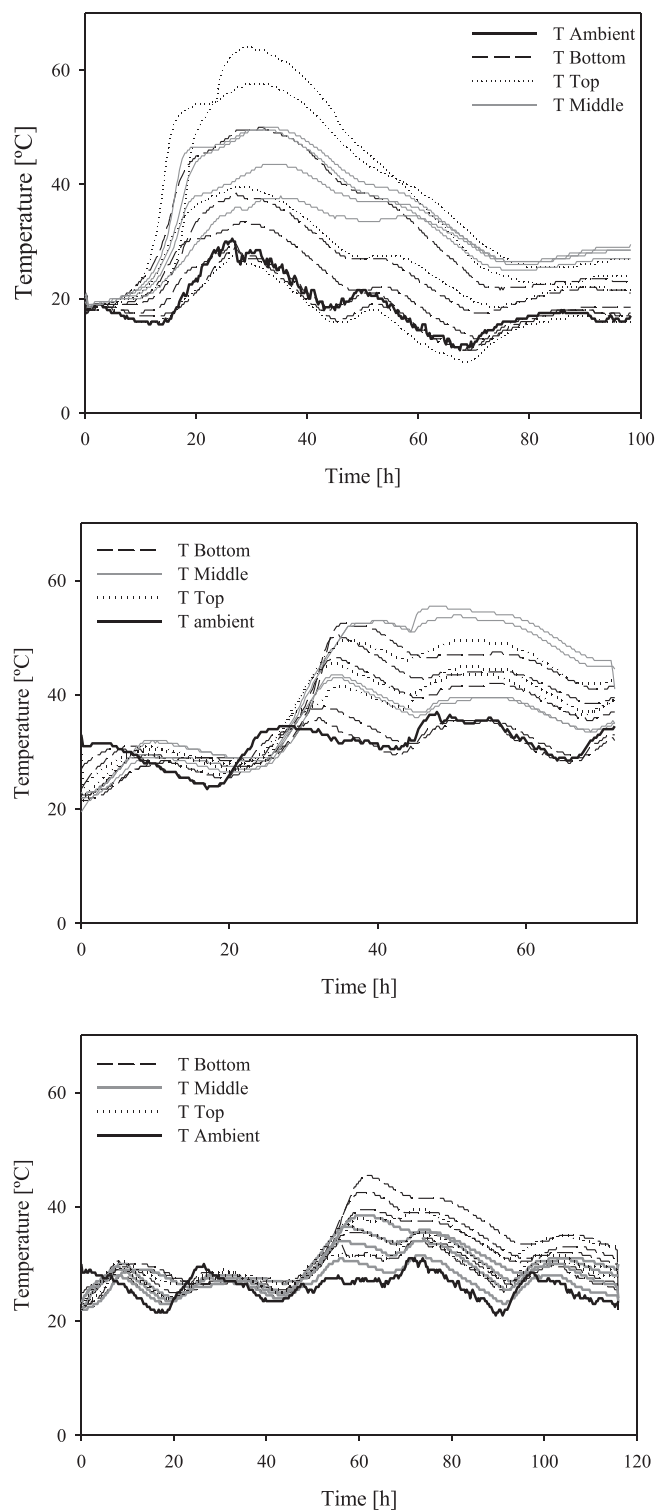 T Ambient
T Bottom
T Top
T Middle
Temperature [ºC]
60
40
20
0
0 20 40 60 80 100
Time [h]
T Bottom
T Middle
T Top
T ambient
Temperature [ºC]
60
40
20
0
0 20 40 60
Time [h]
T Bottom
T Middle
T Top
T Ambient
Temperature [ºC]
60
40
20
0
0 20 40 60 80 100 120
Time [h]